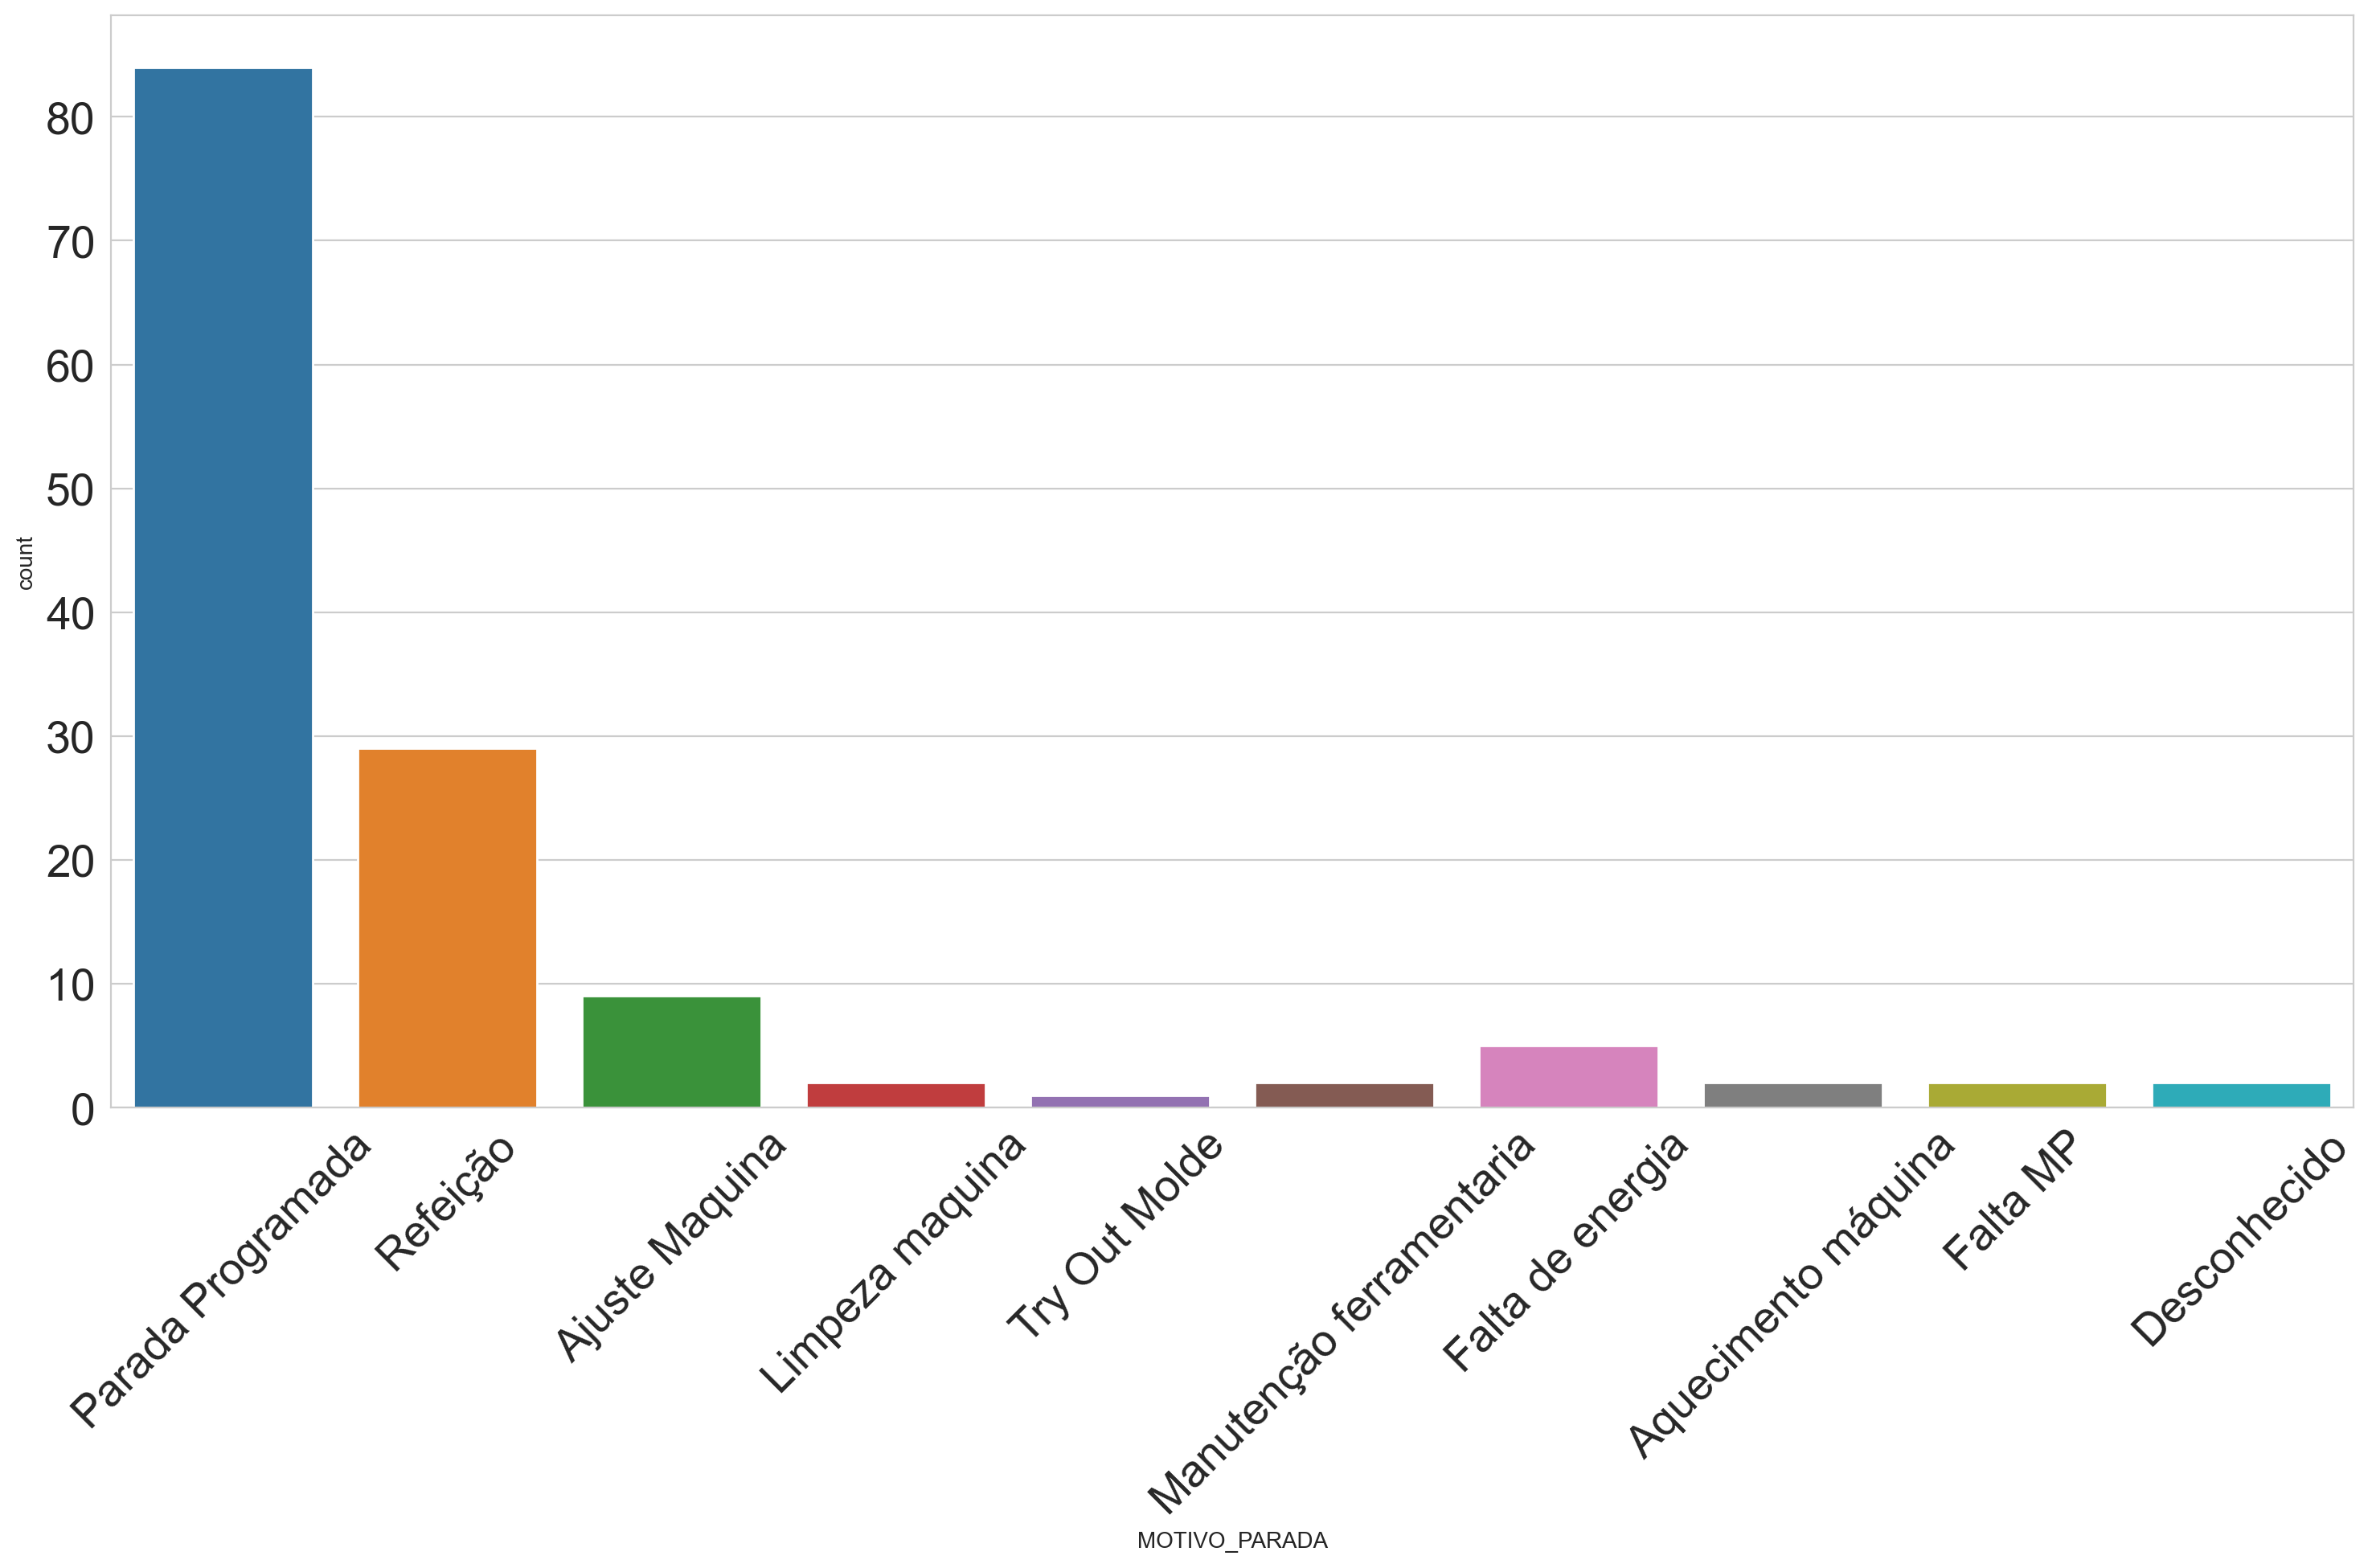 80
70
60
50
40
30
20
10
0
count
Parada Programada
Refeição
Ajuste Maquina
Limpeza maquina
Try Out Molde
Manutenção ferramentaria
Falta de energia
Aquecimento máquina
Falta MP
Desconhecido
MOTIVO_PARADA